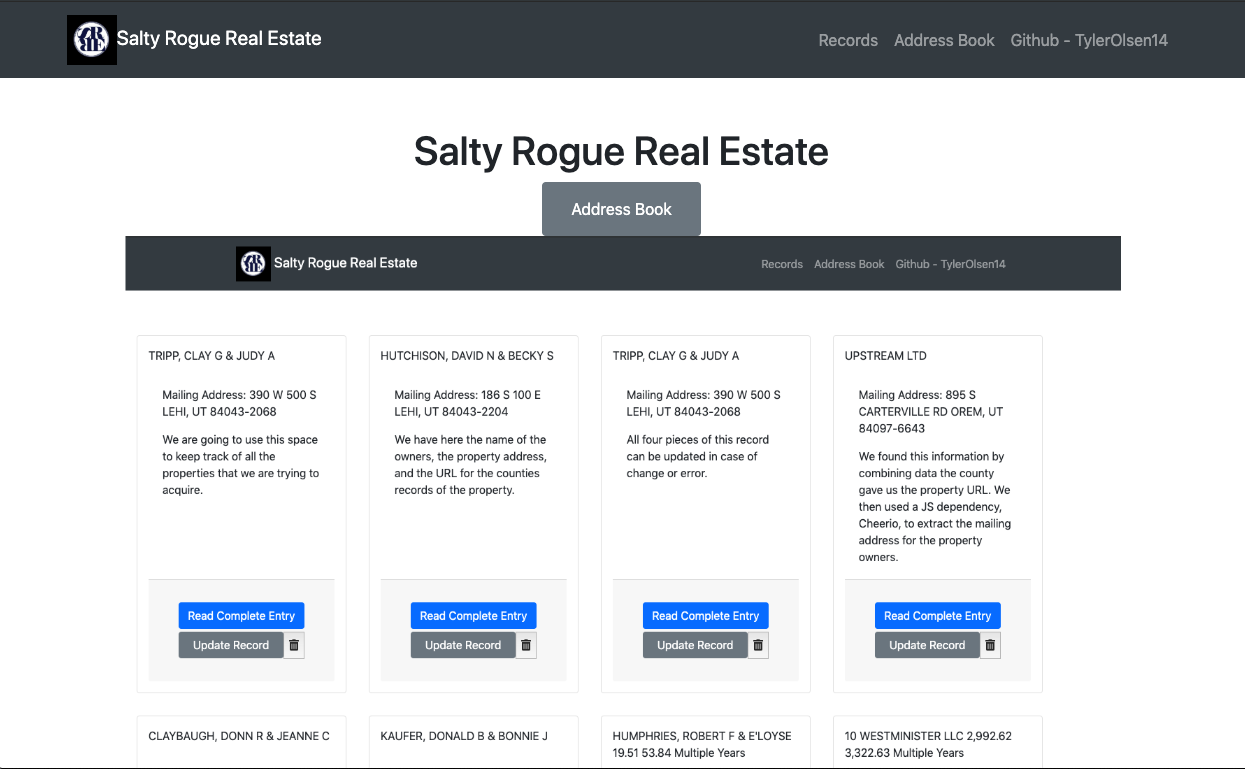 Salty Rogue Real Estate
Records Address Book Github - TylerOlsen14
Salty Rogue Real Estate
Address Book
Salty Rogue Real Estate
Records Address Book Github - TylerOlsen14
TRIPP, CLAY G & JUDY A
Mailing Address: 390 W 500 S
LEHI, UT 84043-2068
We are going to use this space
to keep track of all the
properties that we are trying to
acquire.
Read Complete Entry
Update Record
HUTCHISON, DAVID N & BECKY S
Mailing Address: 186 S 100 E
LEHI, UT 84043-2204
We have here the name of the
owners, the property address,
and the URL for the counties
records of the property.
Read Complete Entry
Update Record
TRIPP, CLAY G & JUDY A
Mailing Address: 390 W 500 S
LEHI, UT 84043-2068
All four pieces of this record
can be updated in case of
change or error.
Read Complete Entry
Update Record
UPSTREAM LTD
Mailing Address: 895 S
CARTERVILLE RD OREM, UT
84097-6643
We found this information by
combining data the county
gave us the property URL. We
then used a JS dependency,
Cheerio, to extract the mailing
address for the property
owners.
Read Complete Entry
Update Record
CLAYBAUGH, DONN R & JEANNE C
KAUFER, DONALD B & BONNIE J
HUMPHRIES, ROBERT F & E'LOYSE
19.51 53.84 Multiple Years
10 WESTMINISTER LLC 2,992.62
3,322.63 Multiple Years